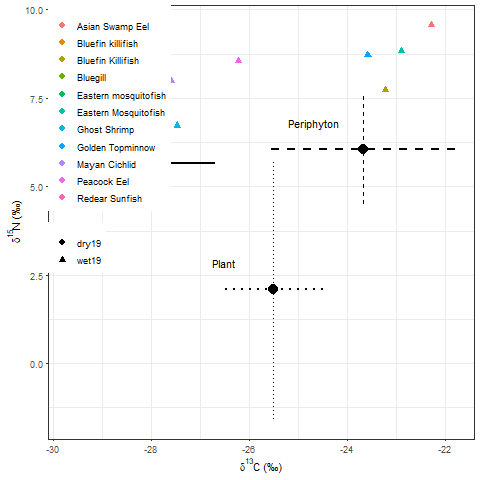 10.0
7.5
5.0
2.5
0.0
δ15N (‰)
Asian Swamp Eel
Bluefin killifish
Bluefin Killifish
Bluegill
Eastern mosquitofish
Eastern Mosquitofish
Ghost Shrimp
Golden Topminnow
Mayan Cichlid
Peacock Eel
Redear Sunfish
dry19
wet19
Periphyton
Plant
-30
-28
-26
-24
-22
δ13C (‰)